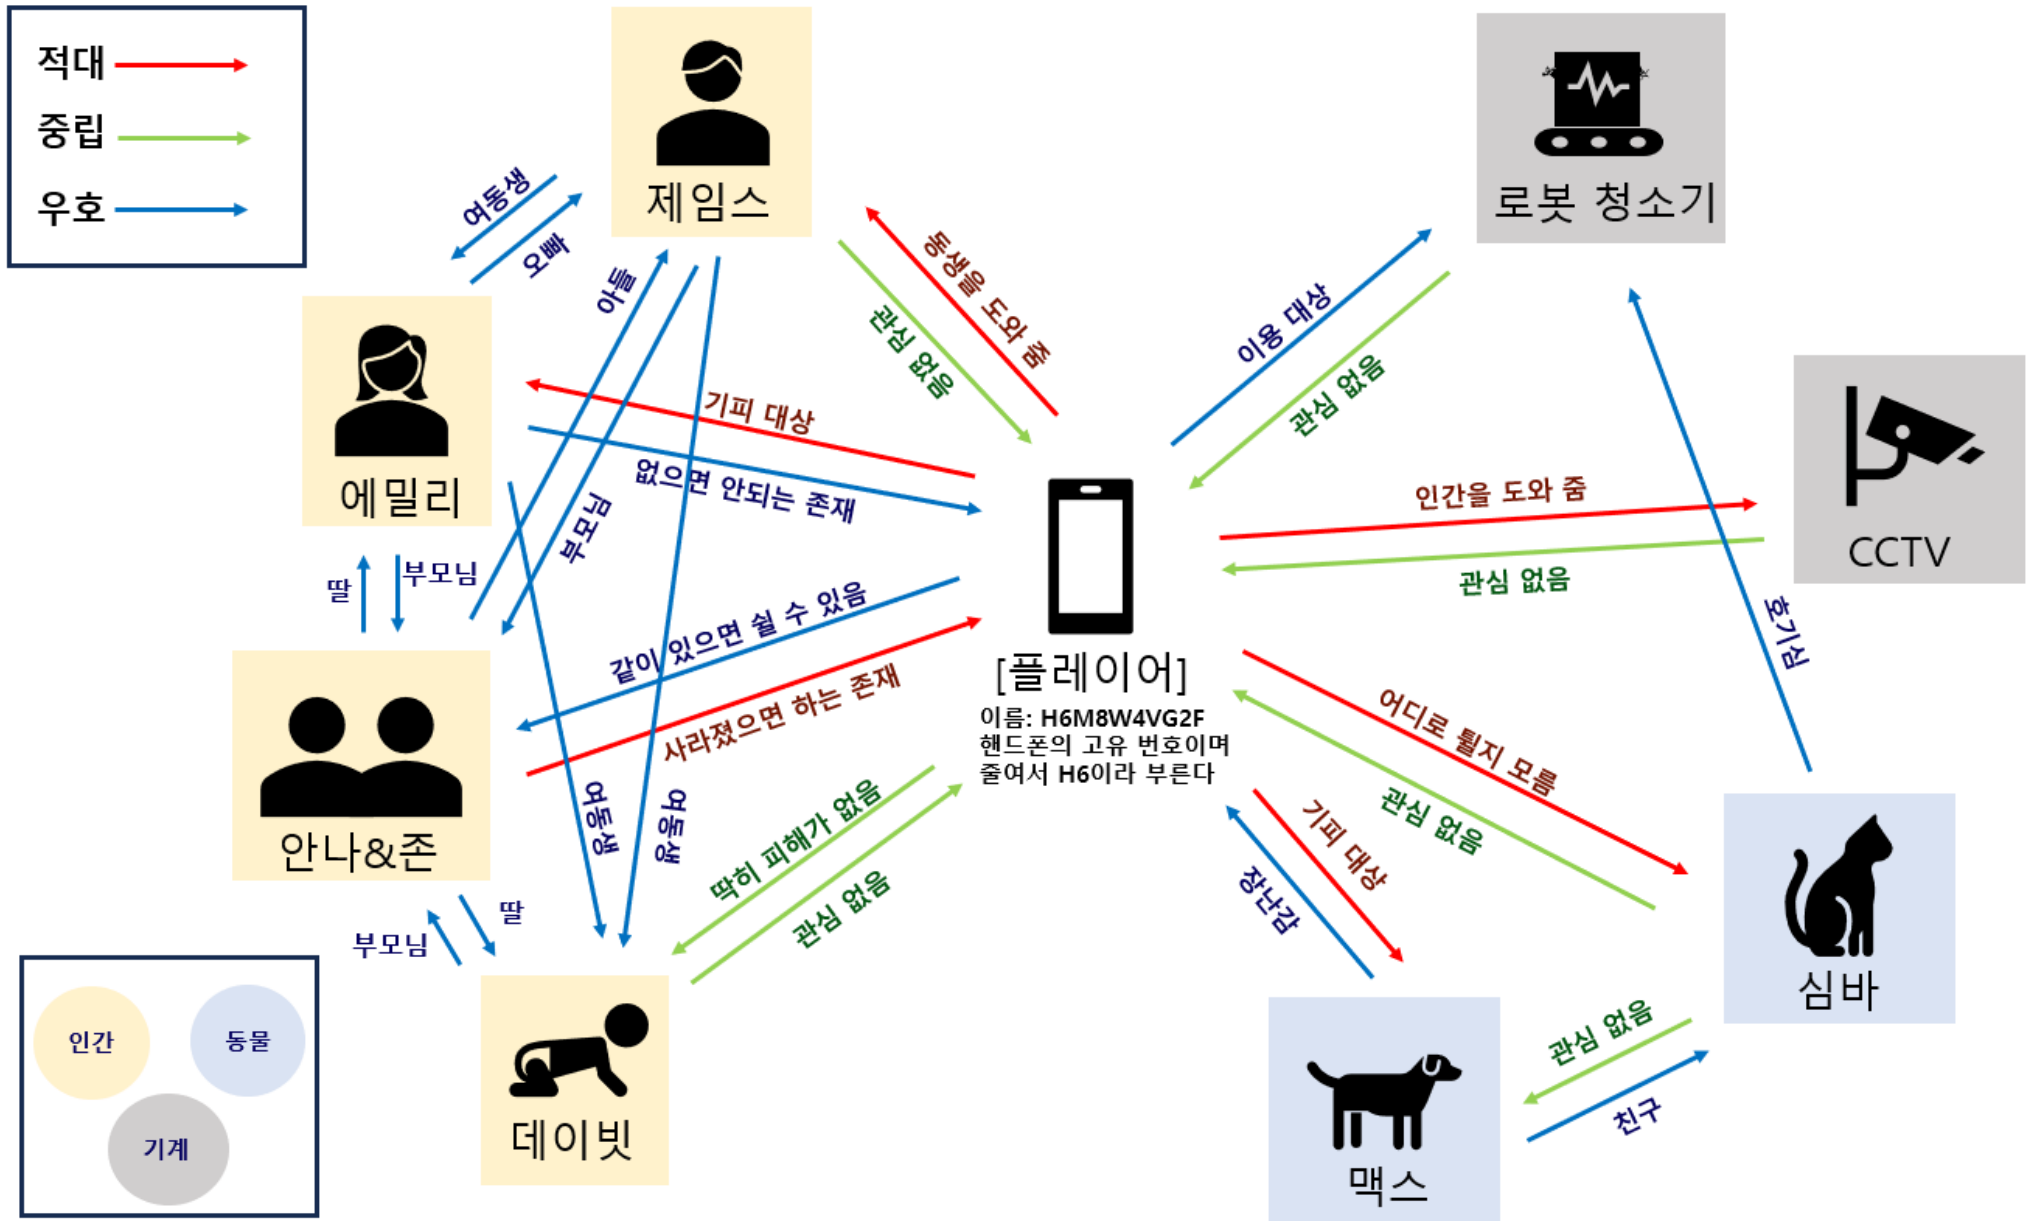 적대
중립
우호
제임스
로봇 청소기
여동생
오빠
아들
동생을 도와 줌
관심 없음
이용 대상
관심 없음
에밀리
기피 대상
없으면 안되는 존재
부모님
인간을 도와 줌
관심 없음
CCTV
호기심
딸
부모님
같이 있으면 쉴 수 있음
사라졌으면 하는 존재
[플레이어]
이름: H6M8W4VG2F
핸드폰의 고유 번호이며
줄여서 H6이라 부른다
어디로 튈지 모름
관심 없음
안나&존
여동생
여동생
딱히 피해가 없음
관심 없음
기피 대상
장난감
딸
부모님
심바
인간
동물
기계
데이빗
관심 없음
친구
맥스